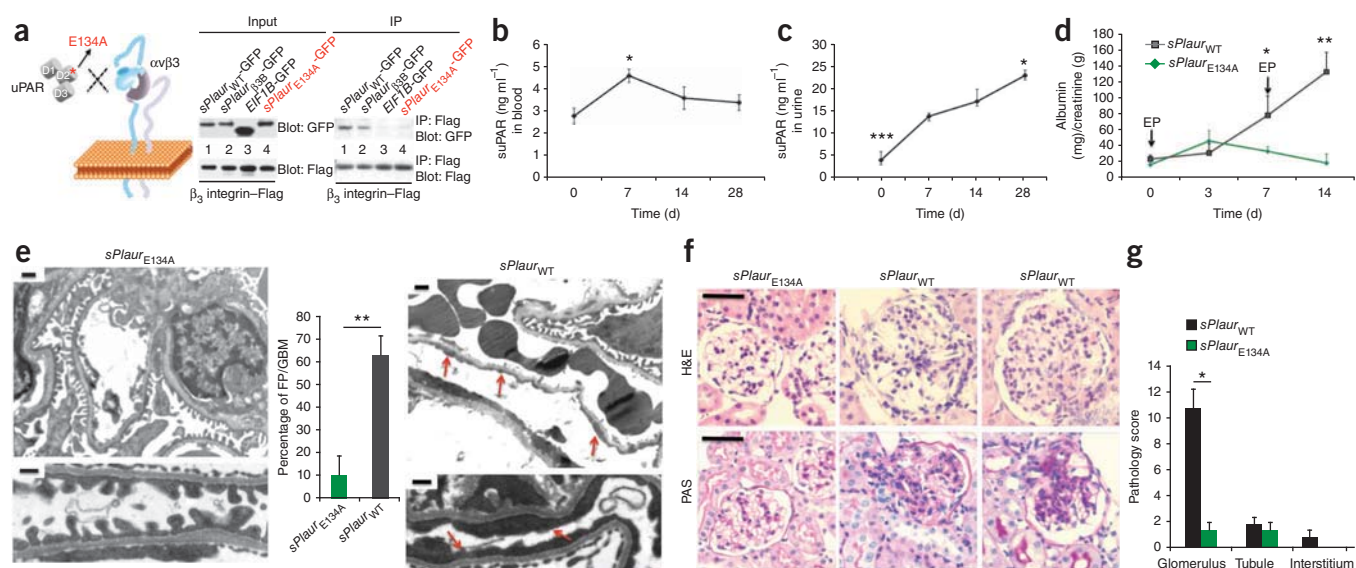 a
E134A
αvβ3
D1
D2
*
D3
uPAR
Input
IP
sPlaurWT-GFP
sPlaurβ3B-GFP
EIF1B-GFP
sPlaurE134A-GFP
sPlaurWT-GFP
sPlaurβ3B-GFP
EIF1B-GFP
sPlaurE134A-GFP
Blot: GFP
IP: Flag
Blot: GFP
1 2 3 4
1 2 3 4
Blot: Flag
IP: Flag
Blot: Flag
β3 integrin–Flag
β3 integrin–Flag
b
suPAR (ng ml−1)
in blood
6
5
4
3
2
1
0
*
0 7 14 28
Time (d)
c
suPAR (ng ml−1)
in urine
30
25
20
15
10
5
0
***
*
0 7 14 28
Time (d)
d
sPlaurWT
sPlaurE134A
Albumin
(mg)/creatinine (g)
200
180
160
140
120
100
80
60
40
20
0
EP
*
EP
**
0 3 7 14
Time (d)
e
sPlaurE134A
Percentage of FP/GBM
80
70
60
50
40
30
20
10
0
**
sPlaurE134A
sPlaurWT
sPlaurWT
f
sPlaurE134A
sPlaurWT
sPlaurWT
H&E
PAS
g
sPlaurWT
sPlaurE134A
Pathology score
14
12
10
8
6
4
2
0
*
Glomerulus Tubule Interstitium